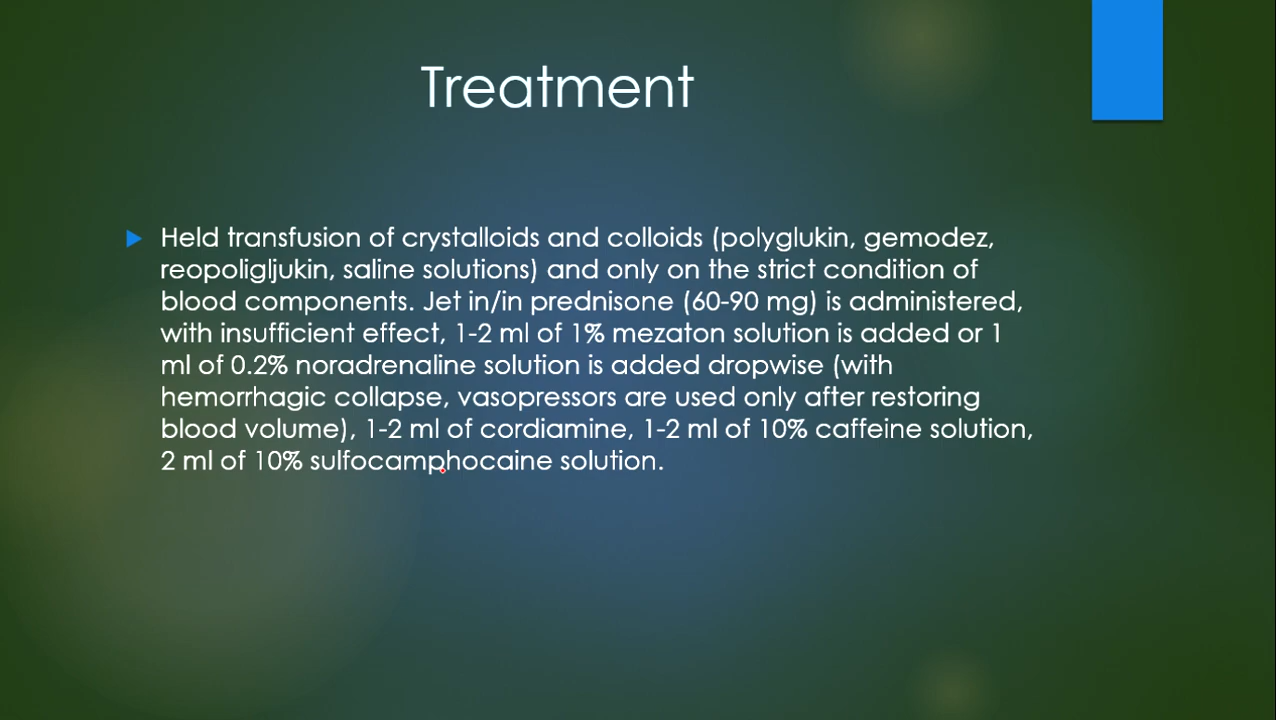 Treatment
Held transfusion of crystalloids and colloids (polyglukin, gemodez,
reopoligljukin, saline solutions) and only on the strict condition of
blood components. Jet in/in prednisone (60-90 mg) is administered,
with insufficient effect, 1-2 ml of 1% mezaton solution is added or 1
ml of 0.2% noradrenaline solution is added dropwise (with
hemorrhagic collapse, vasopressors are used only after restoring
blood volume), 1-2 ml of cordiamine, 1-2 ml of 10% caffeine solution,
2 ml of 10% sulfocamphocaine solution.